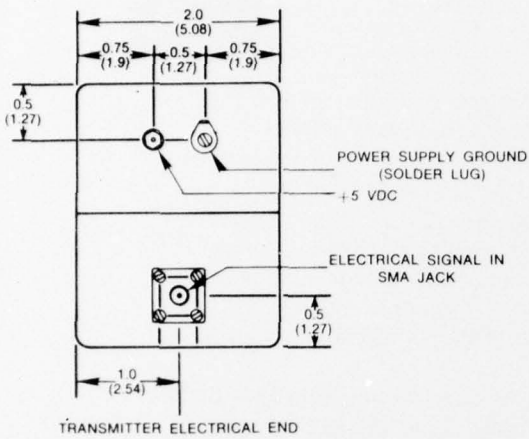 2.0
(5.08)
0.75
(1.9)
0.5
(1.27)
0.75
(1.9)
0.5
(1.27)
POWER SUPPLY GROUND
(SOLDER LUG)
+5 VDC
ELECTRICAL SIGNAL IN
SMA JACK
0.5
(1.27)
1.0
(2.54)
TRANSMITTER ELECTRICAL END